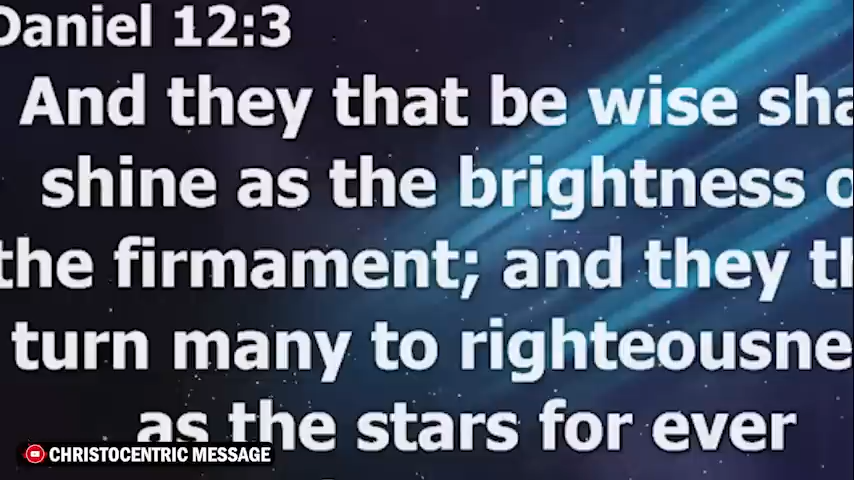 Daniel 12:3
And they that be wise sha
shine as the brightness o
the firmament; and they th
turn many to righteousne
as the stars for ever
CHRISTOCENTRIC MESSAGE